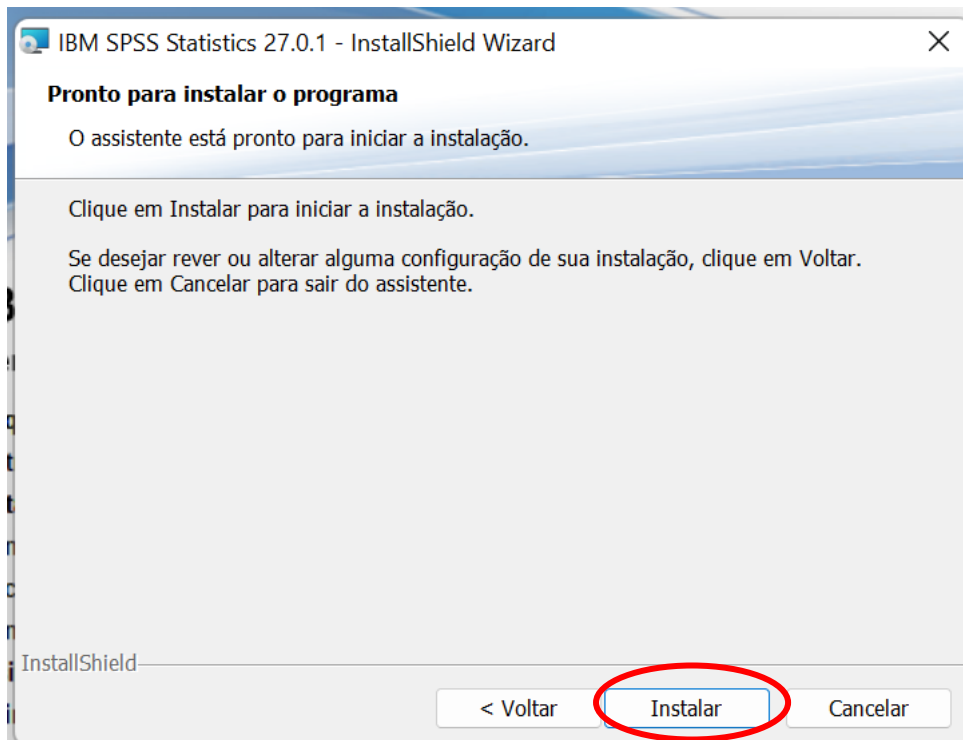 IBM SPSS Statistics 27.0.1 - InstallShield Wizard
Pronto para instalar o programa
O assistente está pronto para iniciar a instalação.
Clique em Instalar para iniciar a instalação.
Se desejar rever ou alterar alguma configuração de sua instalação, clique em Voltar.
Clique em Cancelar para sair do assistente.
InstallShield
< Voltar
Instalar
Cancelar